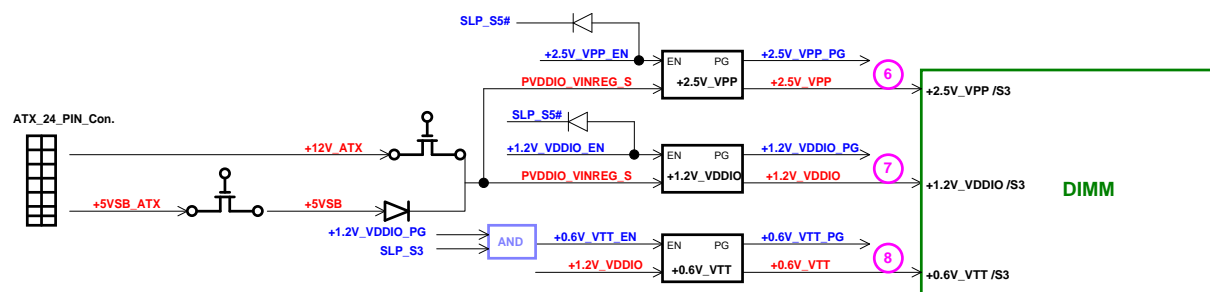 SLP_S5#
+2.5V_VPP_EN
EN PG
+2.5V_VPP
+2.5V_VPP_PG
6
PVDDIO_VINREG_S
+2.5V_VPP
+2.5V_VPP /S3
ATX_24_PIN_Con.
SLP_S5#
+12V_ATX
+1.2V_VDDIO_EN
EN PG
+1.2V_VDDIO
+1.2V_VDDIO_PG
7
PVDDIO_VINREG_S
+1.2V_VDDIO
+1.2V_VDDIO /S3
DIMM
+5VSB_ATX
+5VSB
+1.2V_VDDIO_PG
SLP_S3
AND
+0.6V_VTT_EN
EN PG
+0.6V_VTT
+0.6V_VTT_PG
8
+1.2V_VDDIO
+0.6V_VTT
+0.6V_VTT /S3